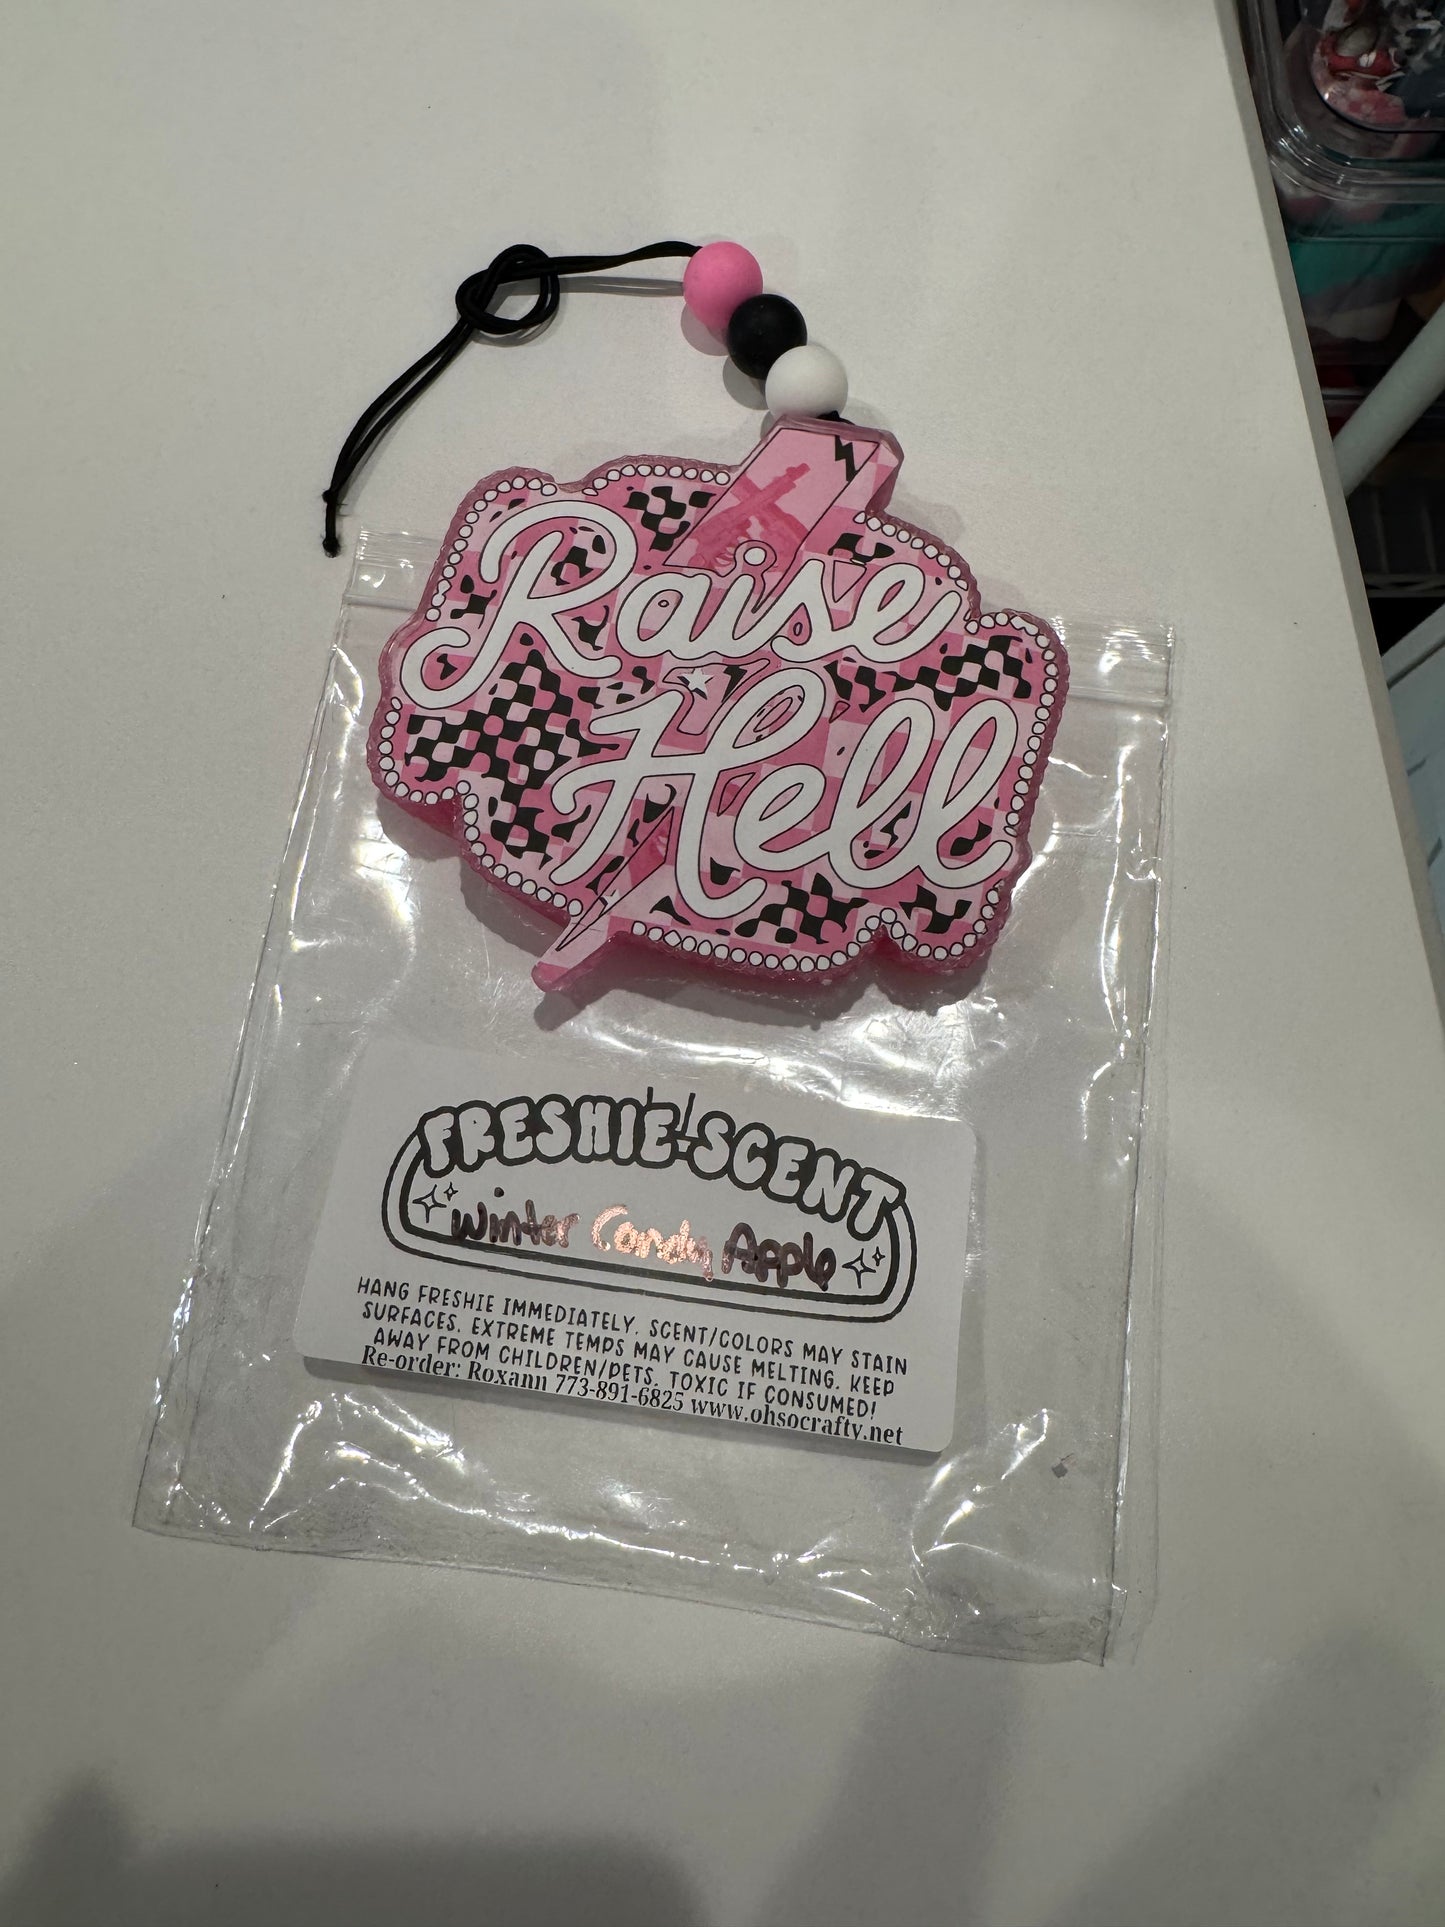 Raise
Hell
FRESHIE SCENT
Winter Candy Apple
HANG FRESHIE IMMEDIATELY. SCENT/COLORS MAY STAIN
SURFACES. EXTREME TEMPS MAY CAUSE MELTING. KEEP
AWAY FROM CHILDREN/PETS. TOXIC IF CONSUMED!
Re-order: Roxann 773-891-6825 www.ohsocrafty.net